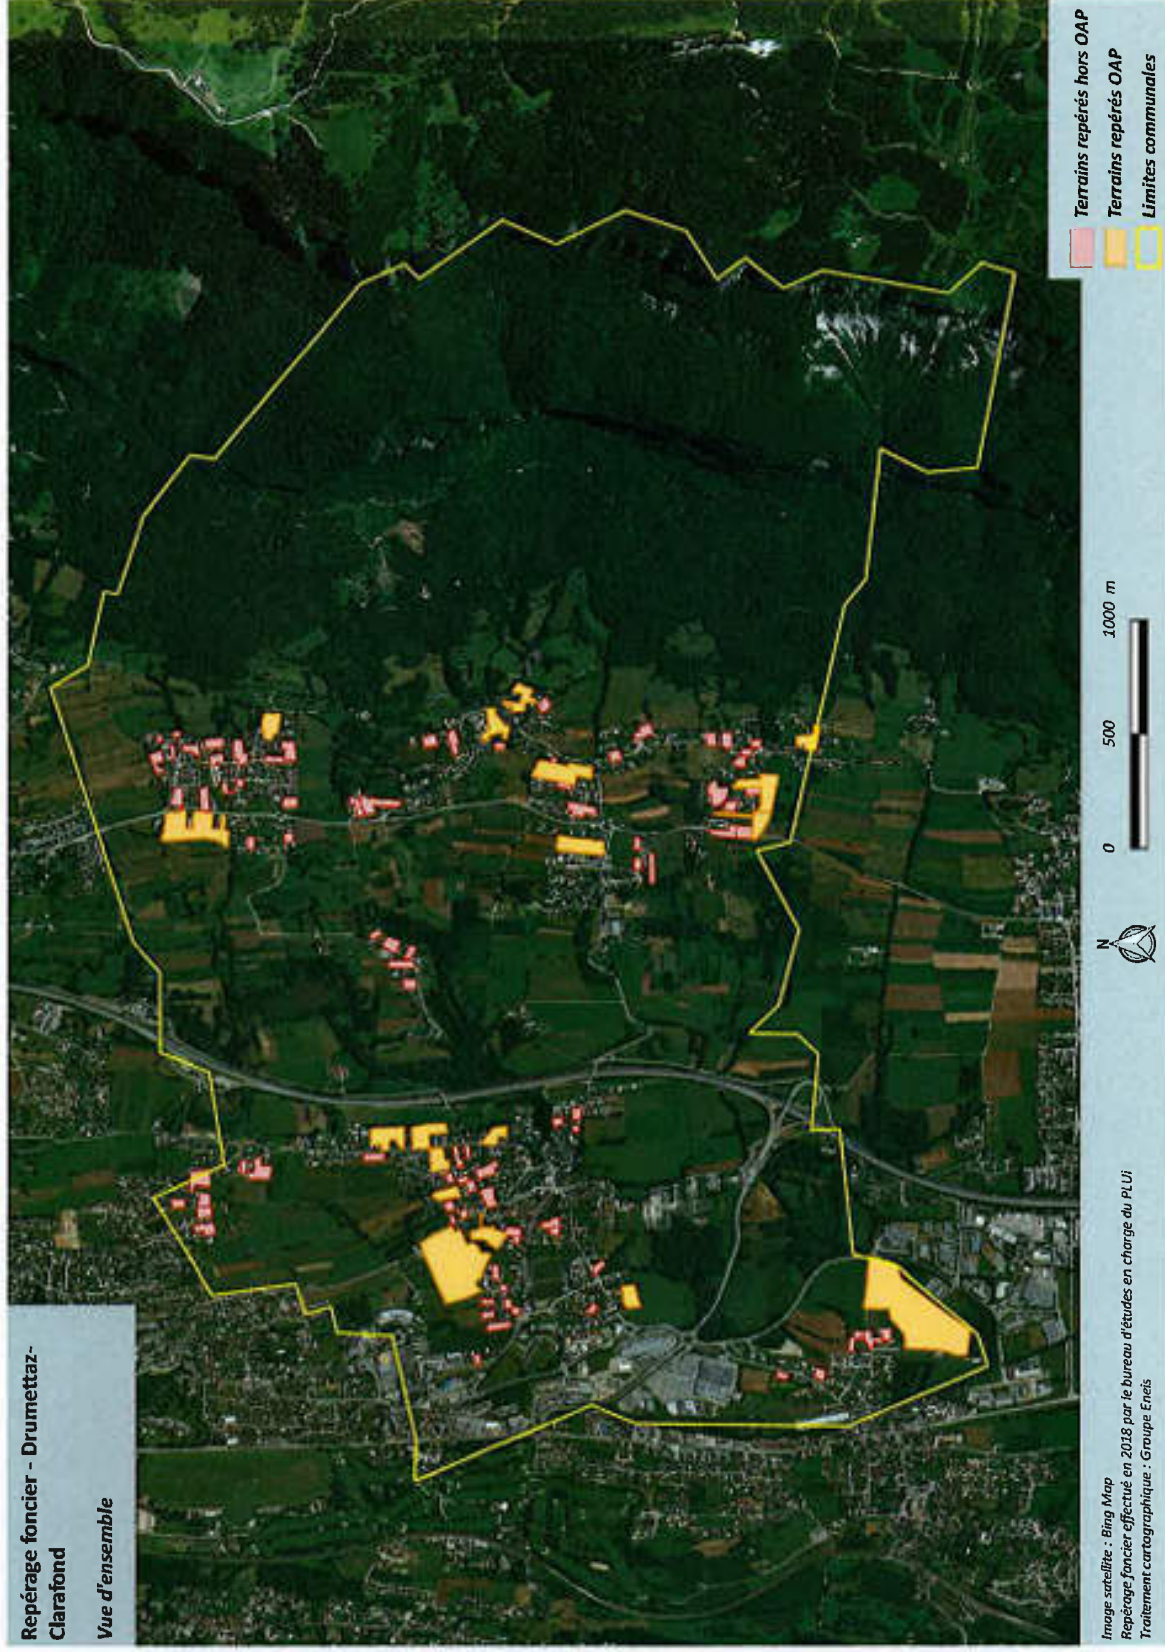 Repérage foncier - Drumettaz-
Clarafond
Vue d'ensemble
Terrains repérés hors OAP
Terrains repérés OAP
Limites communales
N
0 500 1000 m
Image satellite : Bing Map
Repérage foncier effectué en 2018 par le bureau d'études en charge du PLUi
Traitement cartographique : Groupe Eneis